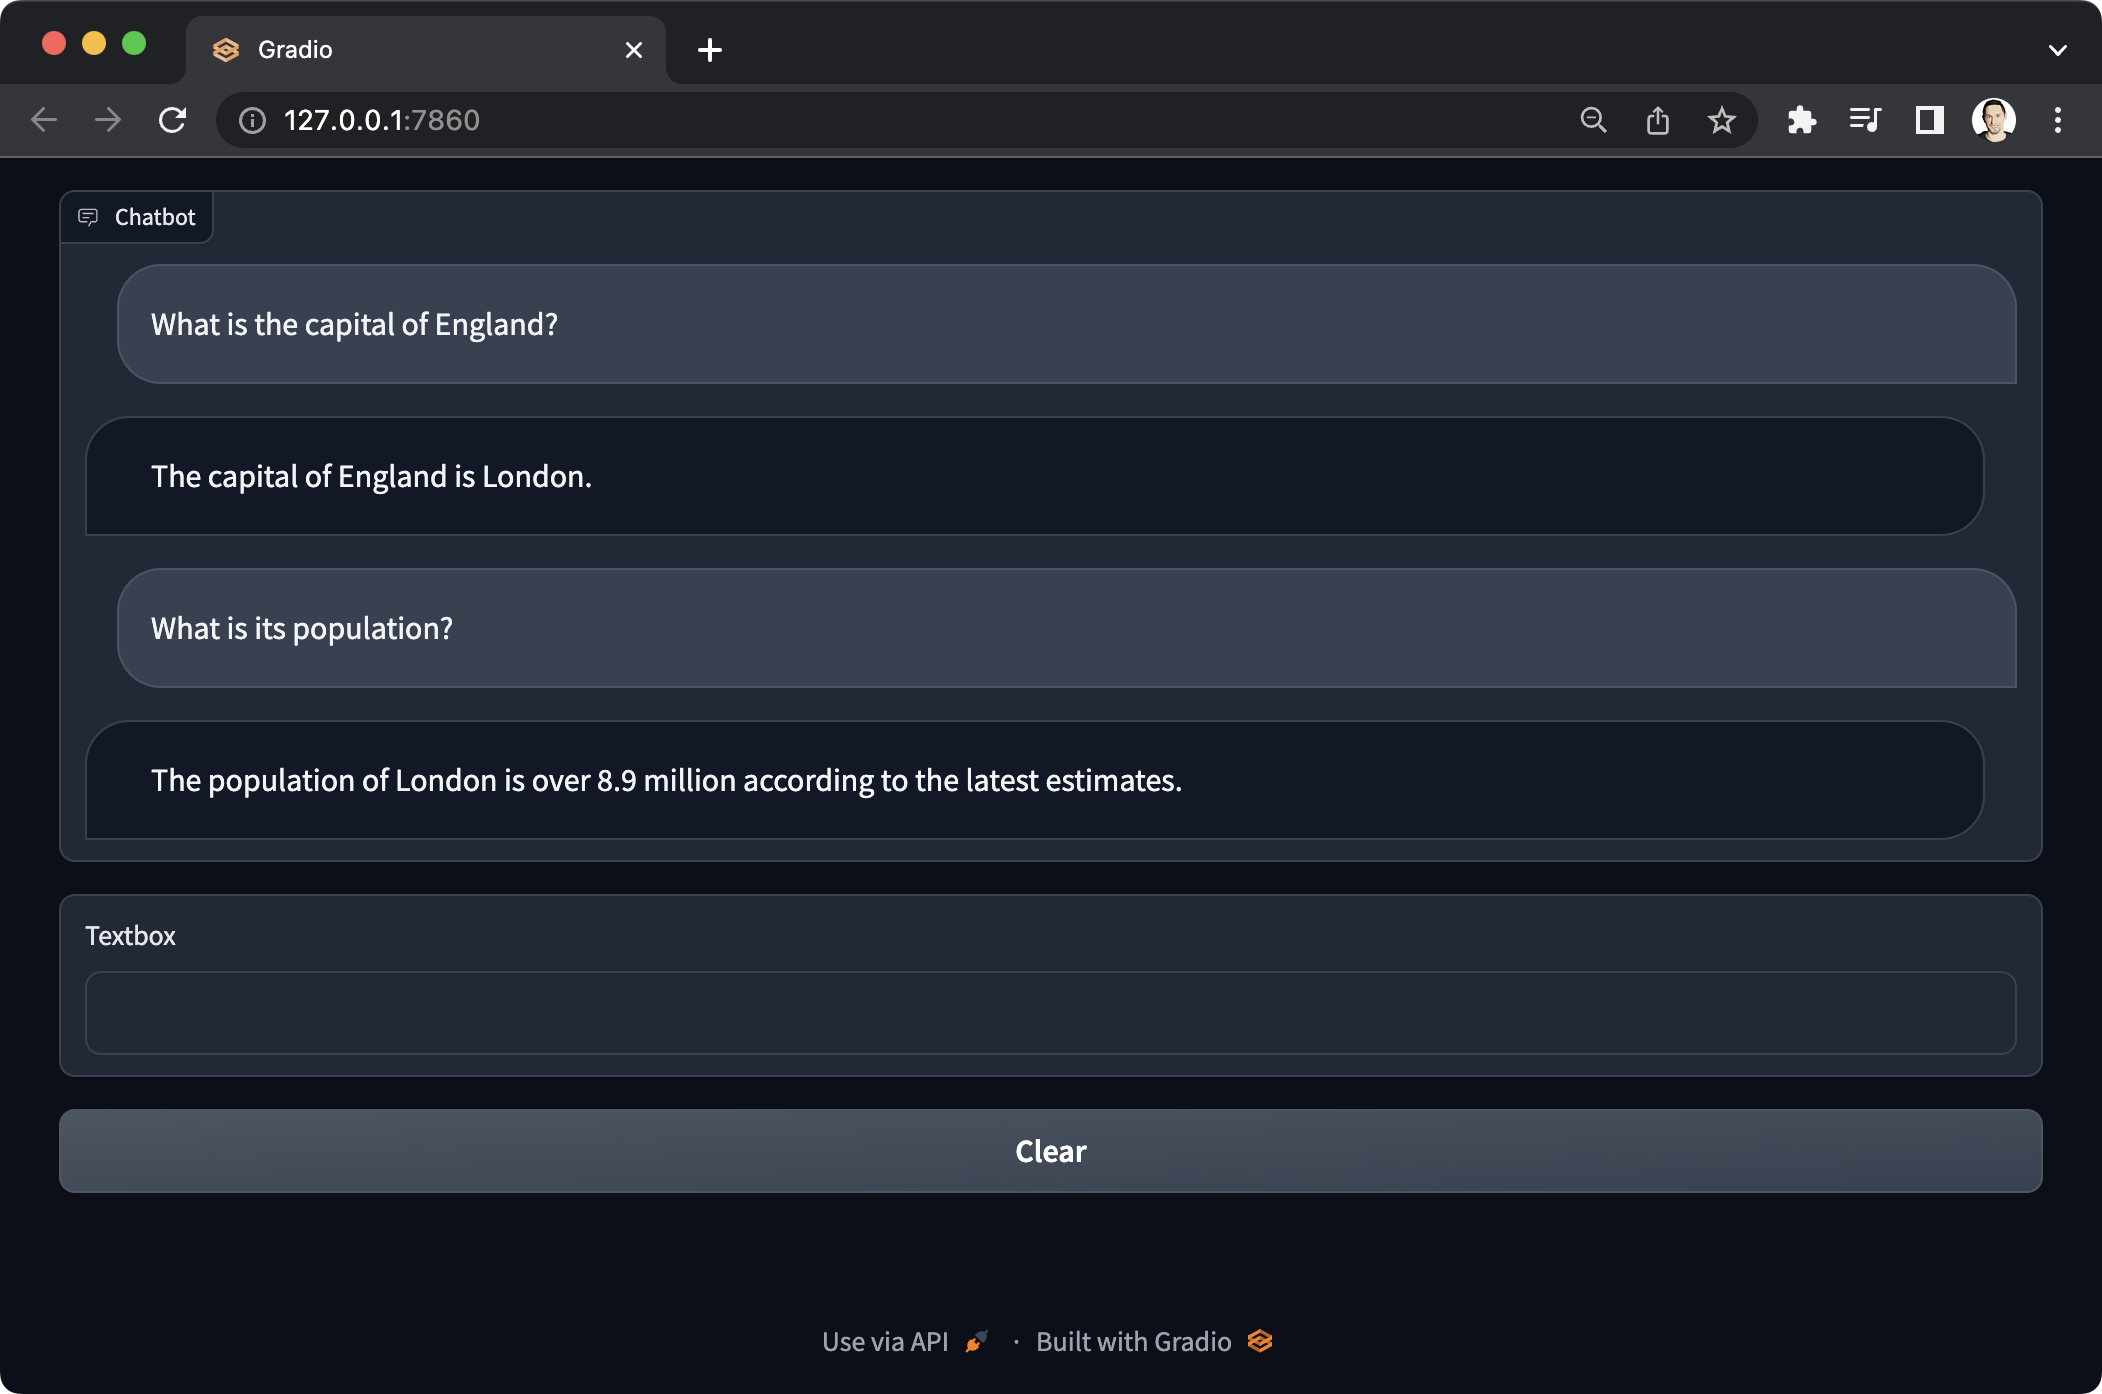 Gradio
127.0.0.1:7860
Chatbot
What is the capital of England?
The capital of England is London.
What is its population?
The population of London is over 8.9 million according to the latest estimates.
Textbox
Clear
Use via API · Built with Gradio